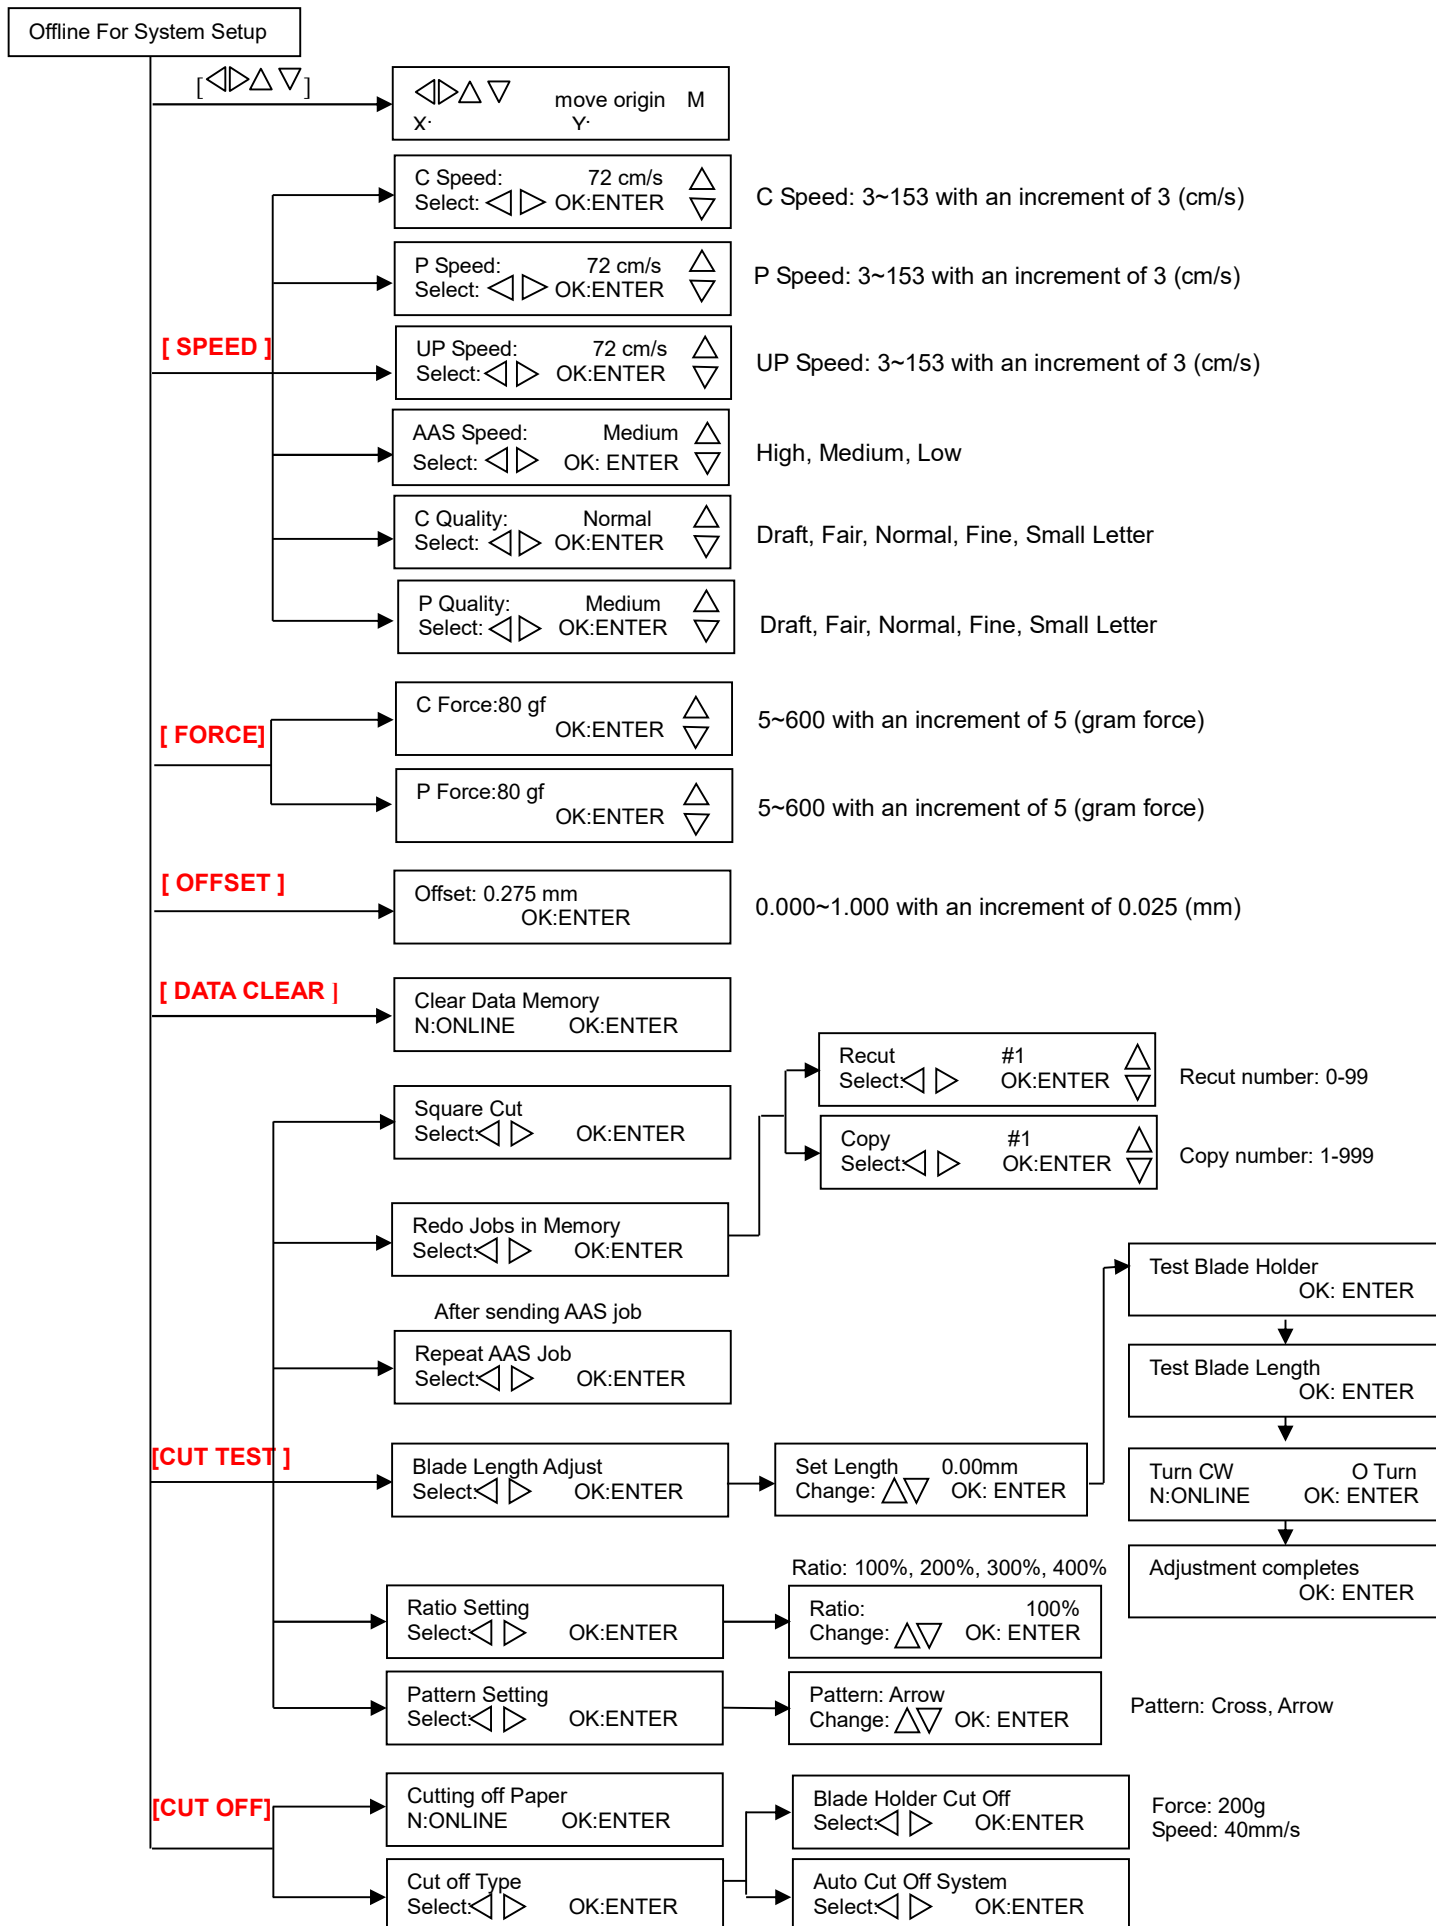 Offline For System Setup
[◁▷△▽]
◁▷△▽ move origin M
X: Y:
C Speed: 72 cm/s △
Select: ◁ ▷ OK:ENTER ▽
C Speed: 3~153 with an increment of 3 (cm/s)
P Speed: 72 cm/s △
Select: ◁ ▷ OK:ENTER ▽
P Speed: 3~153 with an increment of 3 (cm/s)
[ SPEED ]
UP Speed: 72 cm/s △
Select: ◁ ▷ OK:ENTER ▽
UP Speed: 3~153 with an increment of 3 (cm/s)
AAS Speed: Medium △
Select: ◁ ▷ OK: ENTER ▽
High, Medium, Low
C Quality: Normal △
Select: ◁ ▷ OK:ENTER ▽
Draft, Fair, Normal, Fine, Small Letter
P Quality: Medium △
Select: ◁ ▷ OK:ENTER ▽
Draft, Fair, Normal, Fine, Small Letter
[ FORCE]
C Force:80 gf △
OK:ENTER ▽
5~600 with an increment of 5 (gram force)
P Force:80 gf △
OK:ENTER ▽
5~600 with an increment of 5 (gram force)
[ OFFSET ]
Offset: 0.275 mm
OK:ENTER
0.000~1.000 with an increment of 0.025 (mm)
[ DATA CLEAR ]
Clear Data Memory
N:ONLINE OK:ENTER
Recut #1 △
Select:◁ ▷ OK:ENTER ▽
Recut number: 0-99
Square Cut
Select:◁ ▷ OK:ENTER
Copy #1 △
Select:◁ ▷ OK:ENTER ▽
Copy number: 1-999
Redo Jobs in Memory
Select:◁ ▷ OK:ENTER
Test Blade Holder
OK: ENTER
After sending AAS job
Repeat AAS Job
Select:◁ ▷ OK:ENTER
Test Blade Length
OK: ENTER
[CUT TEST ]
Blade Length Adjust
Select:◁ ▷ OK:ENTER
Set Length 0.00mm
Change: △▽ OK: ENTER
Turn CW O Turn
N:ONLINE OK: ENTER
Adjustment completes
OK: ENTER
Ratio: 100%, 200%, 300%, 400%
Ratio Setting
Select:◁ ▷ OK:ENTER
Ratio: 100%
Change: △▽ OK: ENTER
Pattern Setting
Select:◁ ▷ OK:ENTER
Pattern: Arrow
Change: △▽ OK: ENTER
Pattern: Cross, Arrow
[CUT OFF]
Cutting off Paper
N:ONLINE OK:ENTER
Blade Holder Cut Off
Select:◁ ▷ OK:ENTER
Force: 200g
Speed: 40mm/s
Cut off Type
Select:◁ ▷ OK:ENTER
Auto Cut Off System
Select:◁ ▷ OK:ENTER